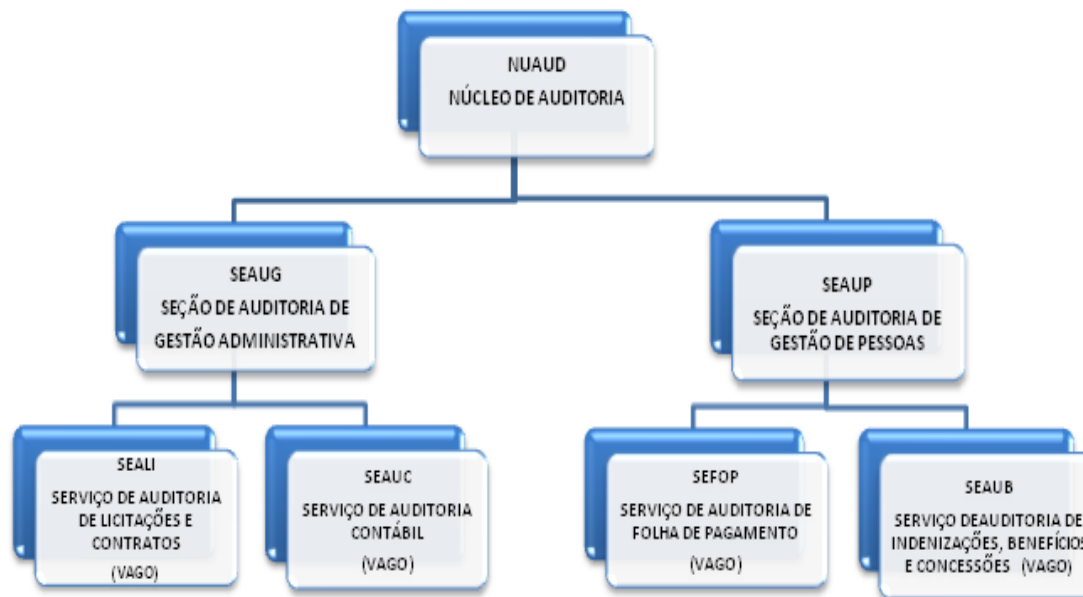 NUAUD
NÚCLEO DE AUDITORIA
SEAUG
SEÇÃO DE AUDITORIA DE
GESTÃO ADMINISTRATIVA
SEAUP
SEÇÃO DE AUDITORIA DE
GESTÃO DE PESSOAS
SEALI
SERVIÇO DE AUDITORIA
DE LICITAÇÕES E
CONTRATOS
(VAGO)
SEAUC
SERVIÇO DE AUDITORIA
CONTÁBIL
(VAGO)
SEFOP
SERVIÇO DE AUDITORIA DE
FOLHA DE PAGAMENTO
(VAGO)
SEAUB
SERVIÇO DEAUDITORIA DE
INDENIZAÇÕES, BENEFÍCIOS
E CONCESSÕES (VAGO)